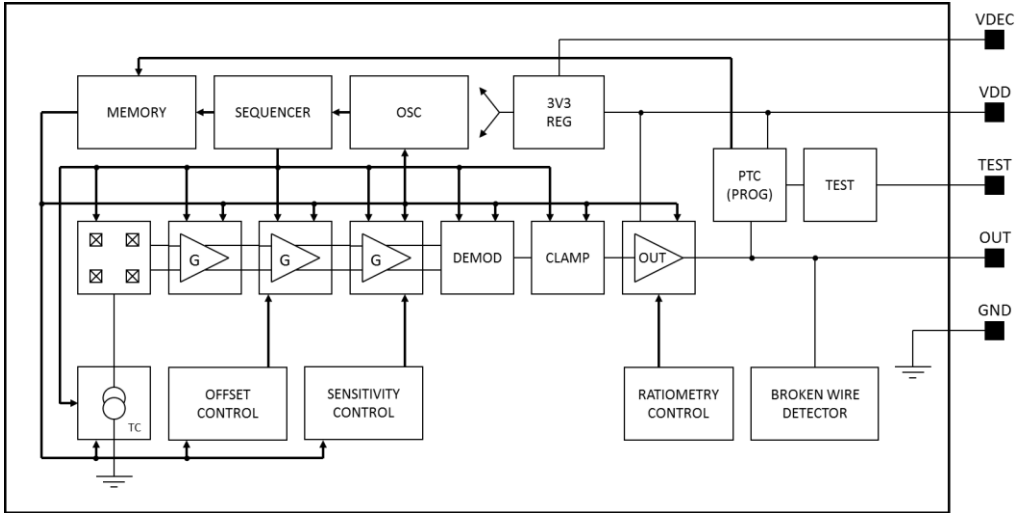 VDEC
VDD
TEST
OUT
GND
MEMORY
SEQUENCER
OSC
3V3
REG
PTC
(PROG)
TEST
G
G
G
DEMOD
CLAMP
OUT
TC
OFFSET
CONTROL
SENSITIVITY
CONTROL
RATIOMETRY
CONTROL
BROKEN WIRE
DETECTOR